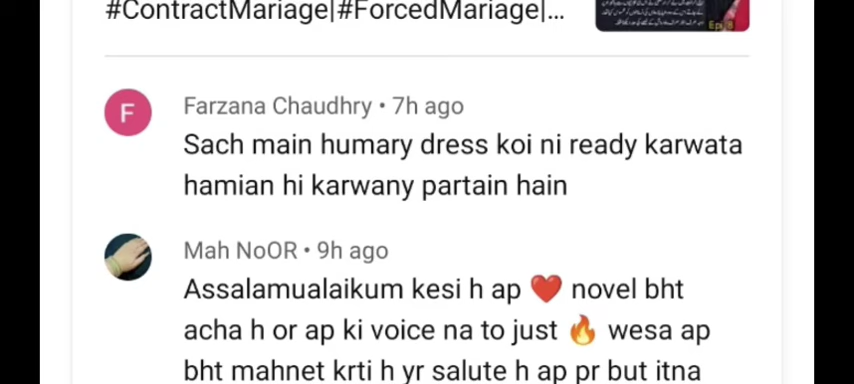 #ContractMariage|#ForcedMariage|...
Epi 8
F
Farzana Chaudhry • 7h ago
Sach main humary dress koi ni ready karwata
hamian hi karwany partain hain
Mah NoOR • 9h ago
Assalamualaikum kesi h ap ❤️ novel bht
acha h or ap ki voice na to just 🔥 wesa ap
bht mahnet krti h yr salute h ap pr but itna